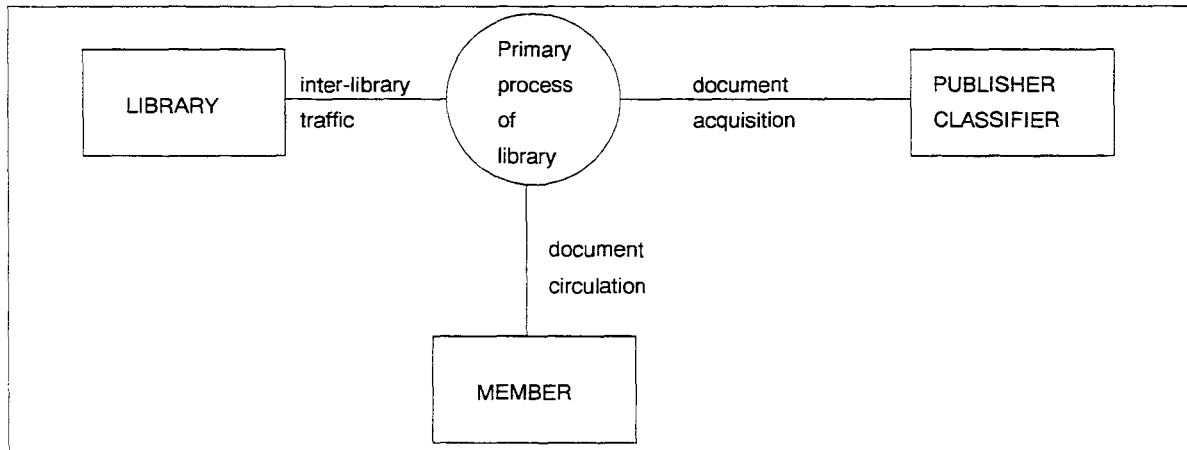 LIBRARY
inter-library
traffic
Primary
process
of
library
document
acquisition
PUBLISHER
CLASSIFIER
document
circulation
MEMBER